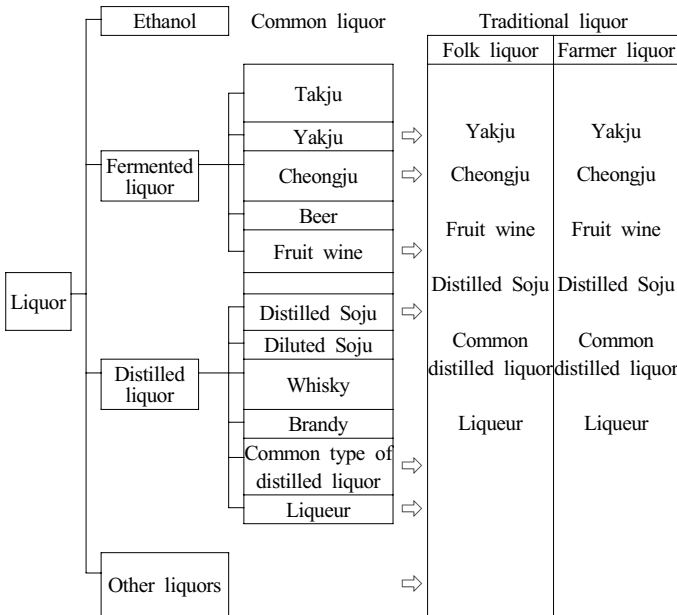 Ethanol
Common liquor
Traditional liquor
Folk liquor
Farmer liquor
Liquor
Fermented
liquor
Takju
Yakju
Cheongju
Beer
Fruit wine
Distilled
liquor
Distilled Soju
Diluted Soju
Whisky
Brandy
Common type of
distilled liquor
Liqueur
Other liquors
Yakju
Cheongju
Fruit wine
Distilled Soju
Common
distilled liquor
Liqueur
Yakju
Cheongju
Fruit wine
Distilled Soju
Common
distilled liquor
Liqueur